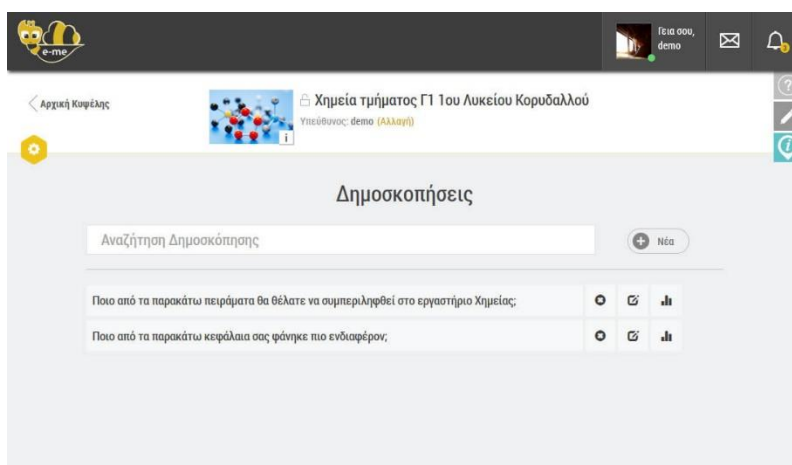 e-me
Γεια σου,
demo
Αρχική Κυψέλης
Χημεία τμήματος Γ1 1ου Λυκείου Κορυδαλλού
Υπεύθυνος: demo (Αλλαγή)
Δημοσκοπήσεις
Αναζήτηση Δημοσκόπησης
Νέα
Ποιο από τα παρακάτω πειράματα θα θέλατε να συμπεριληφθεί στο εργαστήριο Χημείας;
Ποιο από τα παρακάτω κεφάλαια σας φάνηκε πιο ενδιαφέρον;